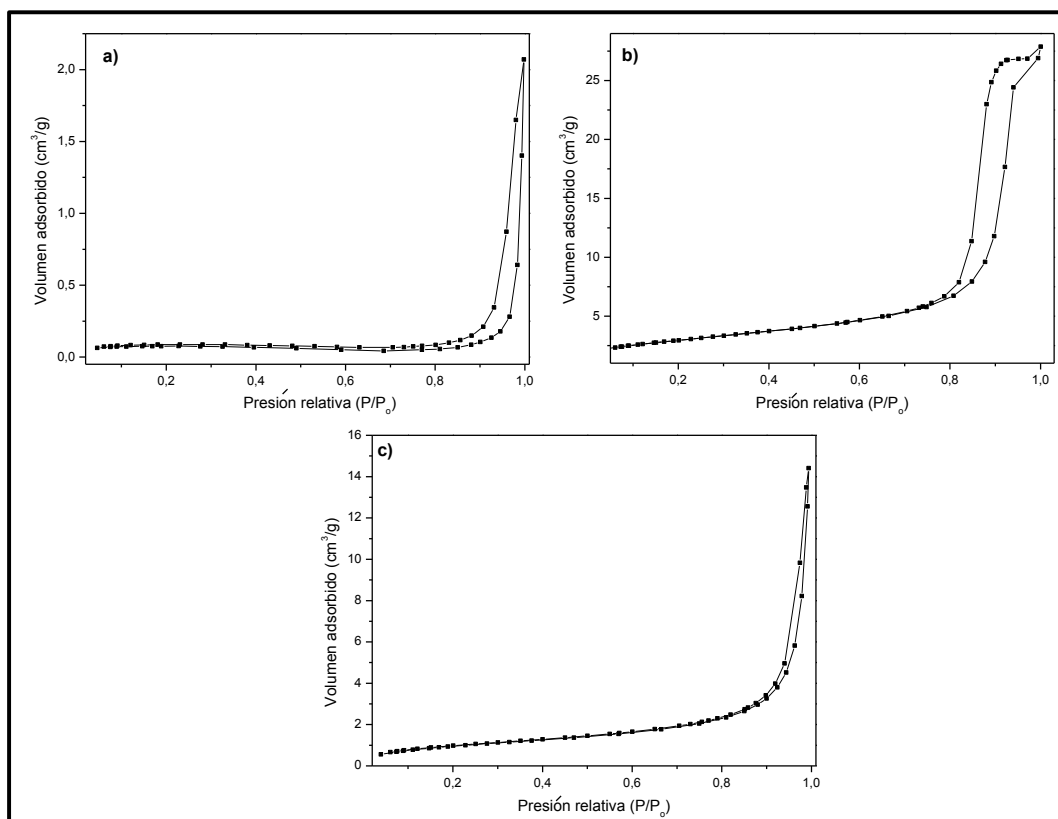 a)
Volumen adsorbido (cm³/g)
2,0
1,5
1,0
0,5
0,0
0,2 0,4 0,6 0,8 1,0
Presión relativa (P/Pₒ)
b)
Volumen adsorbido (cm³/g)
25
20
15
10
5
0,2 0,4 0,6 0,8 1,0
Presión relativa (P/Pₒ)
c)
Volumen adsorbido (cm³/g)
16
14
12
10
8
6
4
2
0
0,2 0,4 0,6 0,8 1,0
Presión relativa (P/Pₒ)